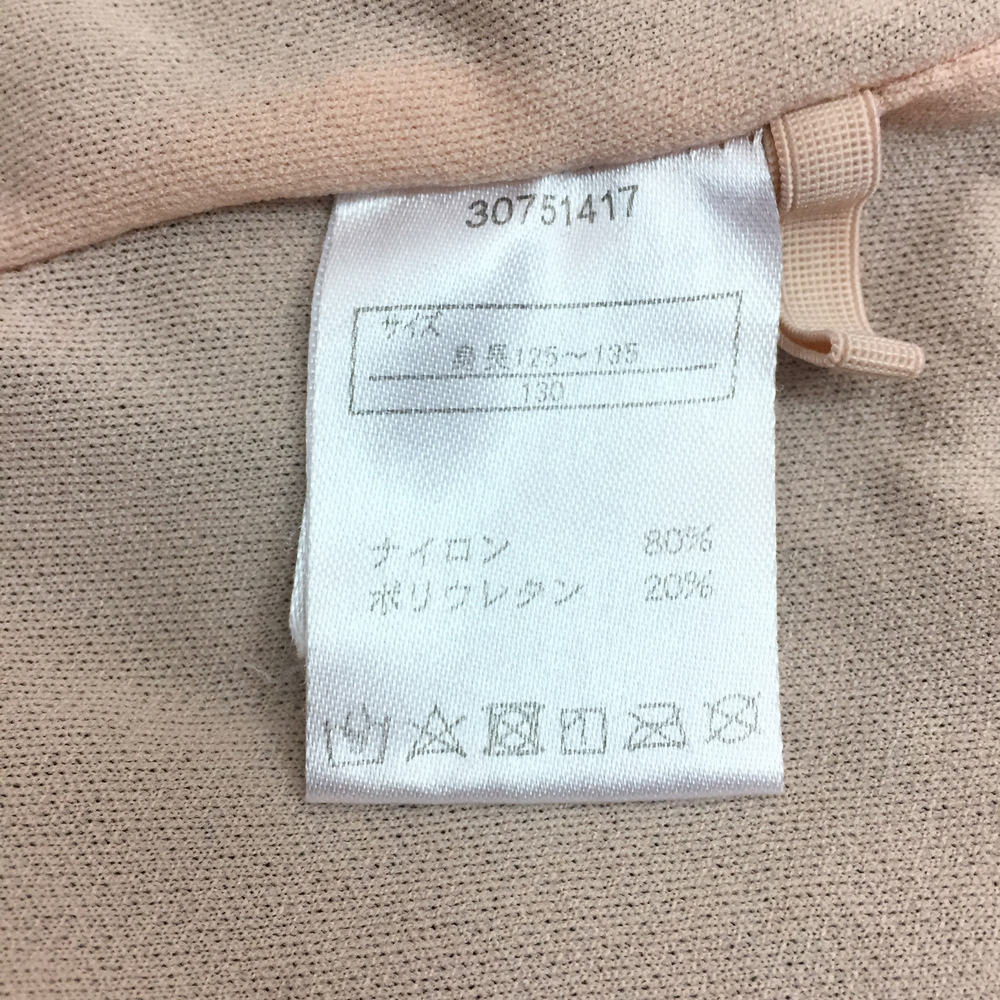 30751417
サイズ
身長125～135
130
ナイロン 80%
ポリウレタン 20%